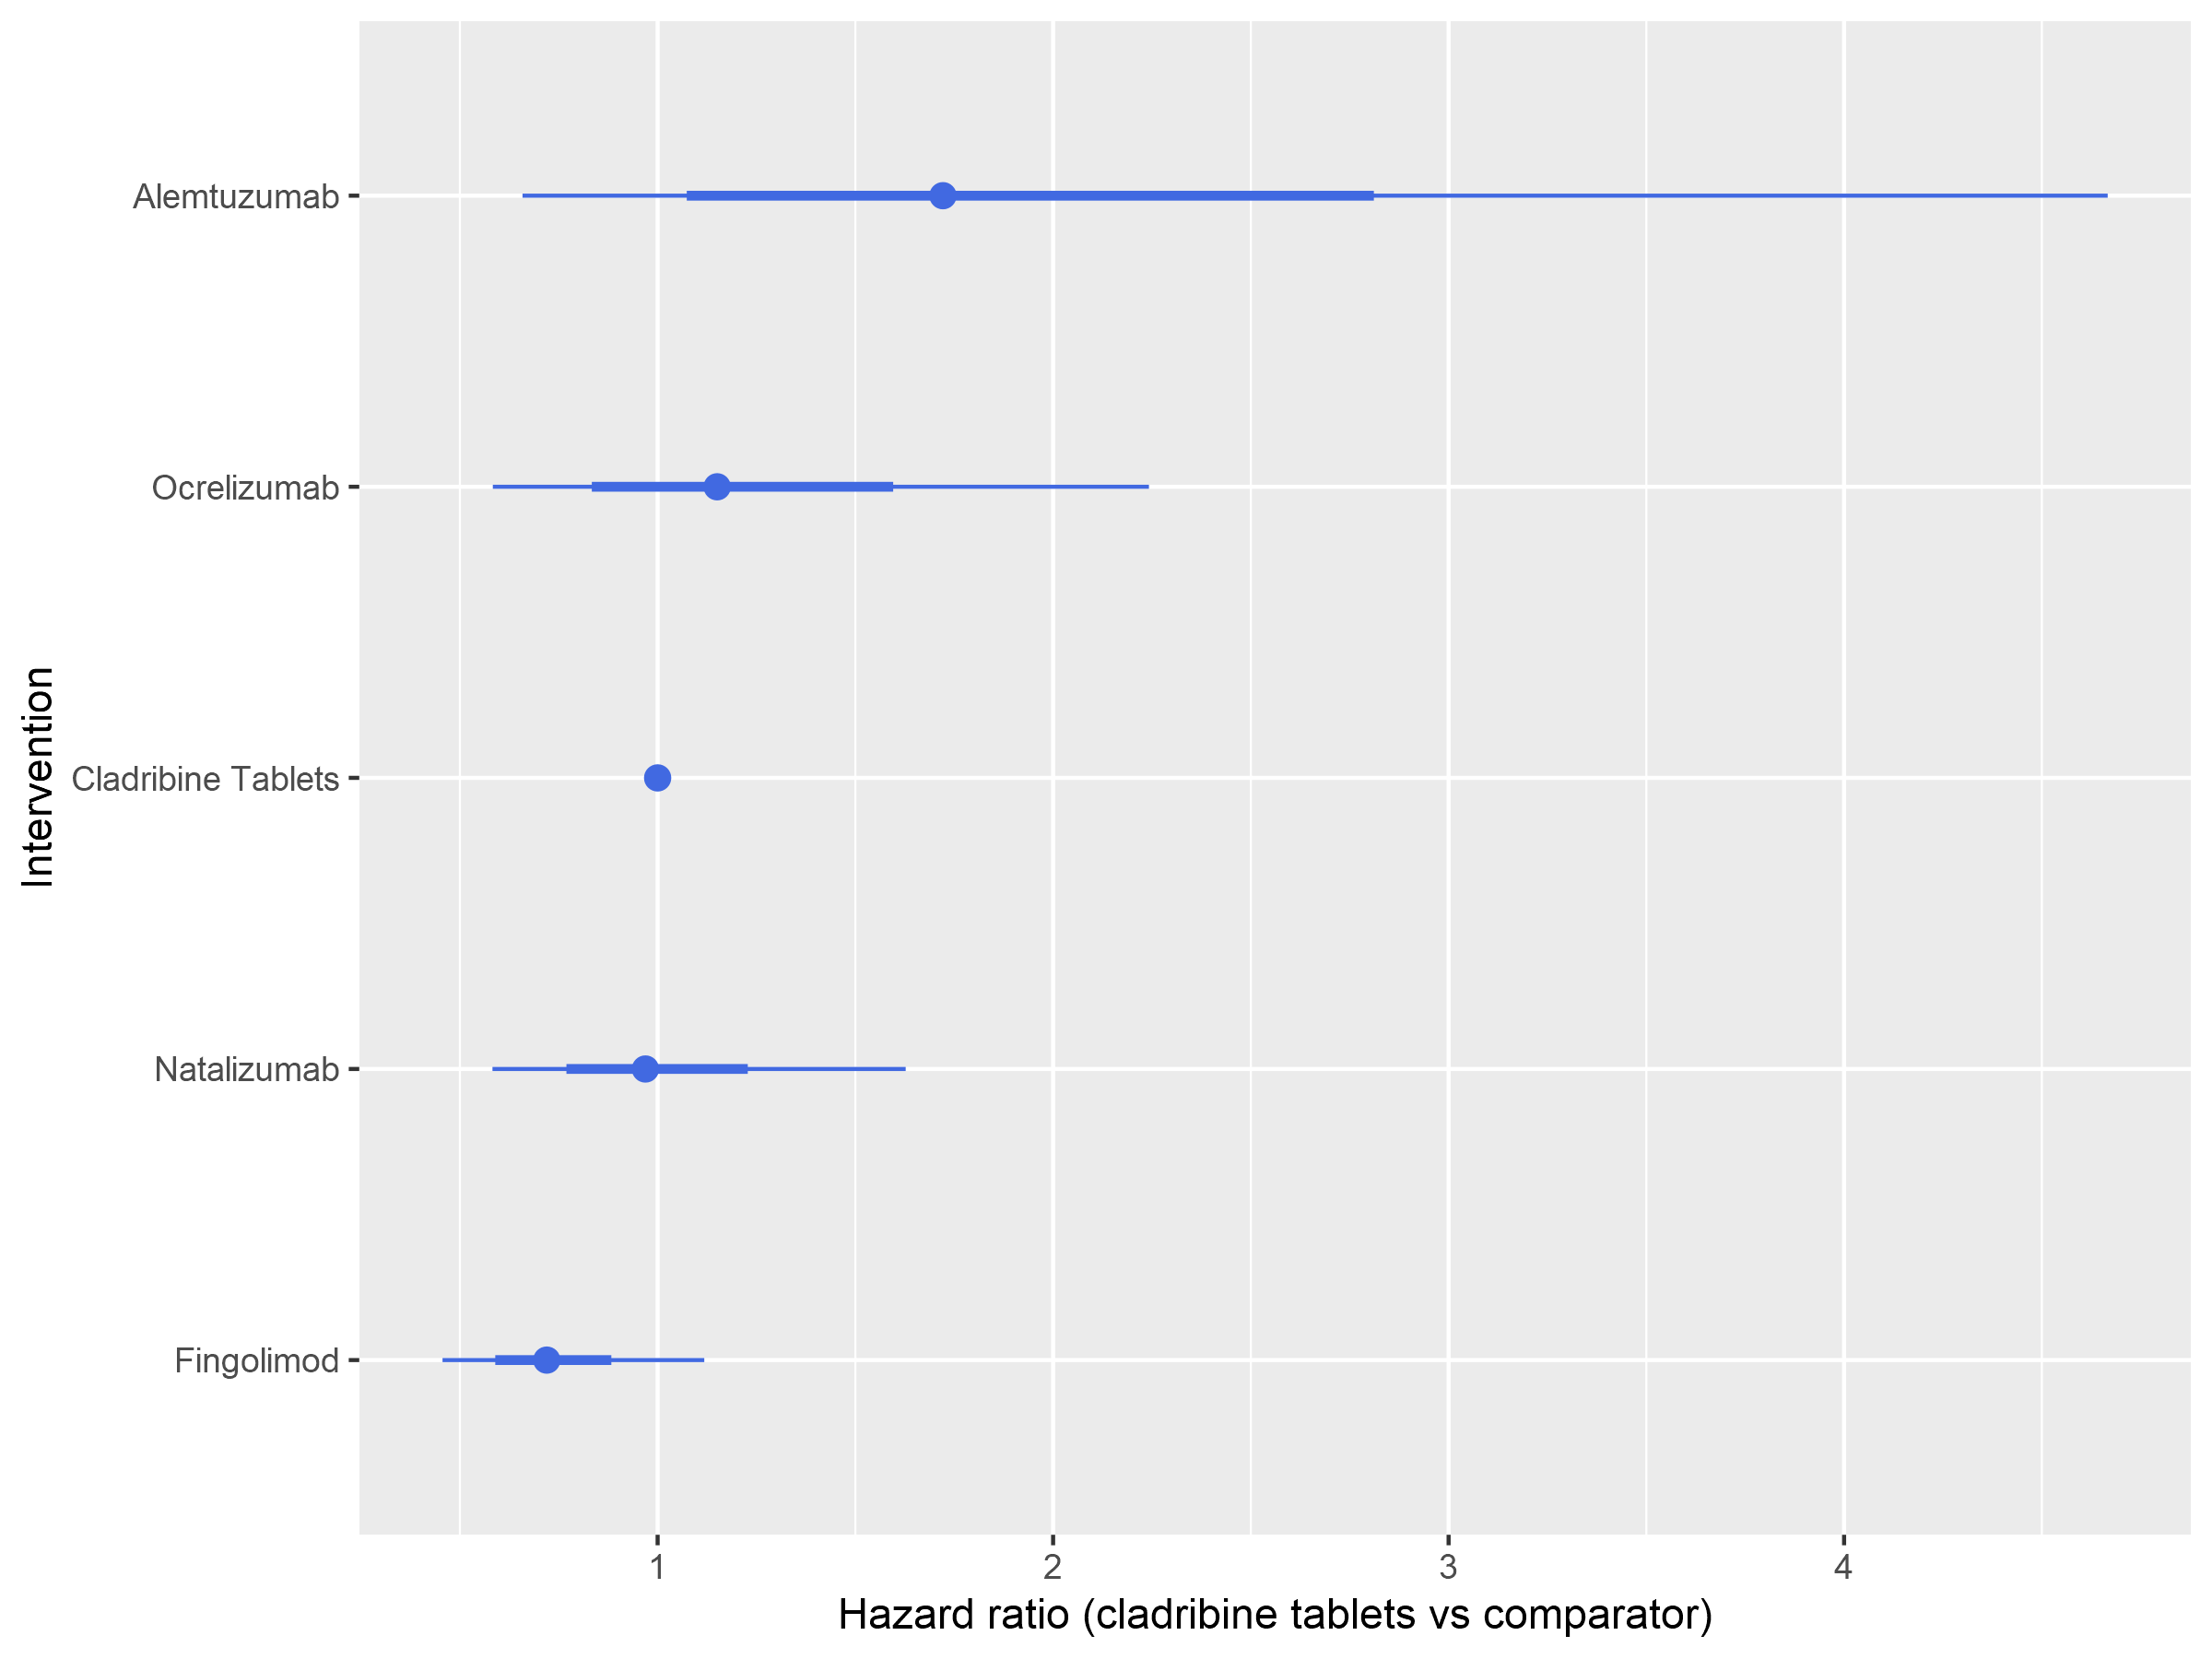 Alemtuzumab
Ocrelizumab
Cladribine Tablets
Natalizumab
Fingolimod
Intervention
1 2 3 4
Hazard ratio (cladribine tablets vs comparator)